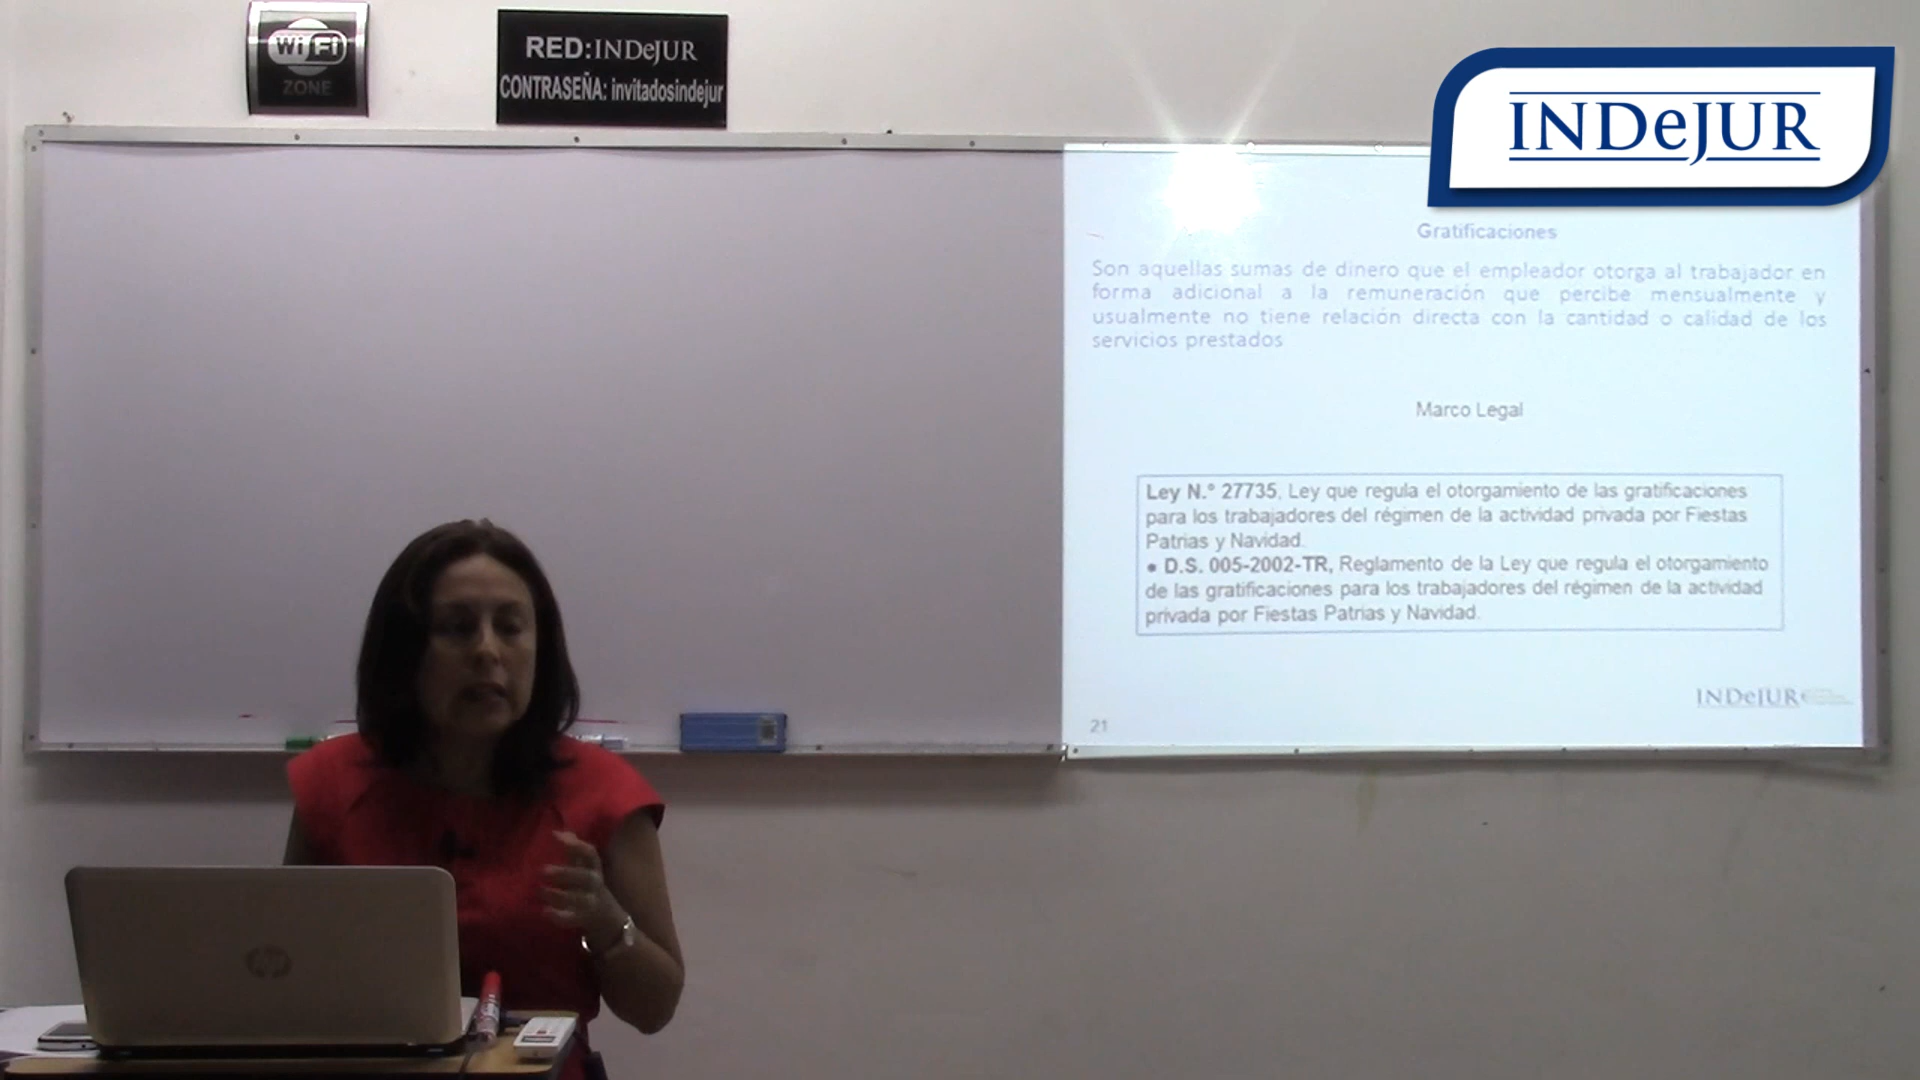 Wi Fi
ZONE
RED:INDeJUR
CONTRASEÑA: invitadosindejur
INDeJUR
Gratificaciones
Son aquellas sumas de dinero que el empleador otorga al trabajador en
forma adicional a la remuneración que percibe mensualmente y
usualmente no tiene relación directa con la cantidad o calidad de los
servicios prestados
Marco Legal
Ley N.° 27735, Ley que regula el otorgamiento de las gratificaciones
para los trabajadores del régimen de la actividad privada por Fiestas
Patrias y Navidad.
• D.S. 005-2002-TR, Reglamento de la Ley que regula el otorgamiento
de las gratificaciones para los trabajadores del régimen de la actividad
privada por Fiestas Patrias y Navidad.
INDeJUR
21
hp